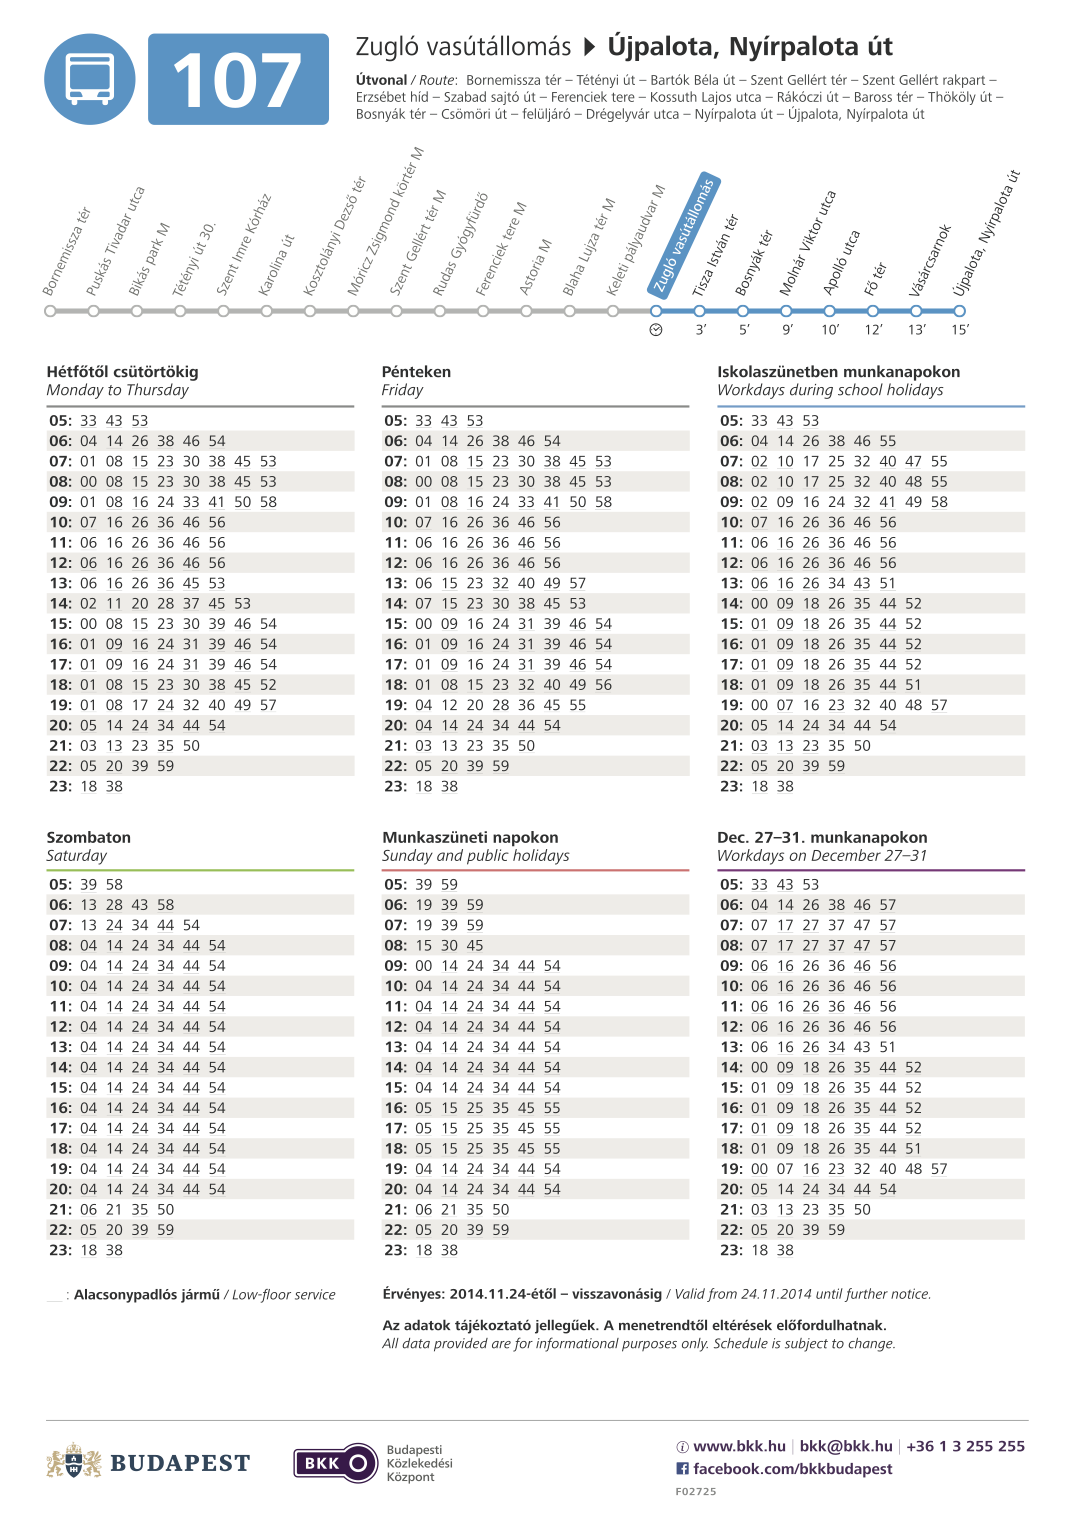 107
Zugló vasútállomás ▶ Újpalota, Nyírpalota út
Útvonal / Route: Bornemissza tér – Tétényi út – Bartók Béla út – Szent Gellért tér – Szent Gellért rakpart –
Erzsébet híd – Szabad sajtó út – Ferenciek tere – Kossuth Lajos utca – Rákóczi út – Baross tér – Thököly út –
Bosnyák tér – Csömöri út – felüljáró – Drégelyvár utca – Nyírpalota út – Újpalota, Nyírpalota út
Bornemissza tér
Puskás Tivadar utca
Bikás park M
Tétényi út 30.
Szent Imre Kórház
Karolina út
Kosztolányi Dezső tér
Móricz Zsigmond körtér M
Szent Gellért tér M
Rudas Gyógyfürdő
Ferenciek tere M
Astoria M
Blaha Lujza tér M
Keleti pályaudvar M
Zugló vasútállomás
Tisza István tér
Bosnyák tér
Molnár Viktor utca
Apolló utca
Fő tér
Vásárcsarnok
Újpalota, Nyírpalota út
3’ 5’ 9’ 10’ 12’ 13’ 15’
Hétfőtől csütörtökig
Monday to Thursday
05: 33 43 53
06: 04 14 26 38 46 54
07: 01 08 15 23 30 38 45 53
08: 00 08 15 23 30 38 45 53
09: 01 08 16 24 33 41 50 58
10: 07 16 26 36 46 56
11: 06 16 26 36 46 56
12: 06 16 26 36 46 56
13: 06 16 26 36 45 53
14: 02 11 20 28 37 45 53
15: 00 08 15 23 30 39 46 54
16: 01 09 16 24 31 39 46 54
17: 01 09 16 24 31 39 46 54
18: 01 08 15 23 30 38 45 52
19: 01 08 17 24 32 40 49 57
20: 05 14 24 34 44 54
21: 03 13 23 35 50
22: 05 20 39 59
23: 18 38
Pénteken
Friday
05: 33 43 53
06: 04 14 26 38 46 54
07: 01 08 15 23 30 38 45 53
08: 00 08 15 23 30 38 45 53
09: 01 08 16 24 33 41 50 58
10: 07 16 26 36 46 56
11: 06 16 26 36 46 56
12: 06 16 26 36 46 56
13: 06 15 23 32 40 49 57
14: 07 15 23 30 38 45 53
15: 00 09 16 24 31 39 46 54
16: 01 09 16 24 31 39 46 54
17: 01 09 16 24 31 39 46 54
18: 01 08 15 23 32 40 49 56
19: 04 12 20 28 36 45 55
20: 04 14 24 34 44 54
21: 03 13 23 35 50
22: 05 20 39 59
23: 18 38
Iskolaszünetben munkanapokon
Workdays during school holidays
05: 33 43 53
06: 04 14 26 38 46 55
07: 02 10 17 25 32 40 47 55
08: 02 10 17 25 32 40 48 55
09: 02 09 16 24 32 41 49 58
10: 07 16 26 36 46 56
11: 06 16 26 36 46 56
12: 06 16 26 36 46 56
13: 06 16 26 34 43 51
14: 00 09 18 26 35 44 52
15: 01 09 18 26 35 44 52
16: 01 09 18 26 35 44 52
17: 01 09 18 26 35 44 52
18: 01 09 18 26 35 44 51
19: 00 07 16 23 32 40 48 57
20: 05 14 24 34 44 54
21: 03 13 23 35 50
22: 05 20 39 59
23: 18 38
Szombaton
Saturday
05: 39 58
06: 13 28 43 58
07: 13 24 34 44 54
08: 04 14 24 34 44 54
09: 04 14 24 34 44 54
10: 04 14 24 34 44 54
11: 04 14 24 34 44 54
12: 04 14 24 34 44 54
13: 04 14 24 34 44 54
14: 04 14 24 34 44 54
15: 04 14 24 34 44 54
16: 04 14 24 34 44 54
17: 04 14 24 34 44 54
18: 04 14 24 34 44 54
19: 04 14 24 34 44 54
20: 04 14 24 34 44 54
21: 06 21 35 50
22: 05 20 39 59
23: 18 38
Munkaszüneti napokon
Sunday and public holidays
05: 39 59
06: 19 39 59
07: 19 39 59
08: 15 30 45
09: 00 14 24 34 44 54
10: 04 14 24 34 44 54
11: 04 14 24 34 44 54
12: 04 14 24 34 44 54
13: 04 14 24 34 44 54
14: 04 14 24 34 44 54
15: 04 14 24 34 44 54
16: 05 15 25 35 45 55
17: 05 15 25 35 45 55
18: 05 15 25 35 45 55
19: 04 14 24 34 44 54
20: 04 14 24 34 44 54
21: 06 21 35 50
22: 05 20 39 59
23: 18 38
Dec. 27–31. munkanapokon
Workdays on December 27–31
05: 33 43 53
06: 04 14 26 38 46 57
07: 07 17 27 37 47 57
08: 07 17 27 37 47 57
09: 06 16 26 36 46 56
10: 06 16 26 36 46 56
11: 06 16 26 36 46 56
12: 06 16 26 36 46 56
13: 06 16 26 34 43 51
14: 00 09 18 26 35 44 52
15: 01 09 18 26 35 44 52
16: 01 09 18 26 35 44 52
17: 01 09 18 26 35 44 52
18: 01 09 18 26 35 44 51
19: 00 07 16 23 32 40 48 57
20: 05 14 24 34 44 54
21: 03 13 23 35 50
22: 05 20 39 59
23: 18 38
__ : Alacsonypadlós jármű / Low-floor service
Érvényes: 2014.11.24-étől – visszavonásig / Valid from 24.11.2014 until further notice.
Az adatok tájékoztató jellegűek. A menetrendtől eltérések előfordulhatnak.
All data provided are for informational purposes only. Schedule is subject to change.
BUDAPEST
BKK
Budapesti
Közlekedési
Központ
www.bkk.hu | bkk@bkk.hu | +36 1 3 255 255
facebook.com/bkkbudapest
F02725